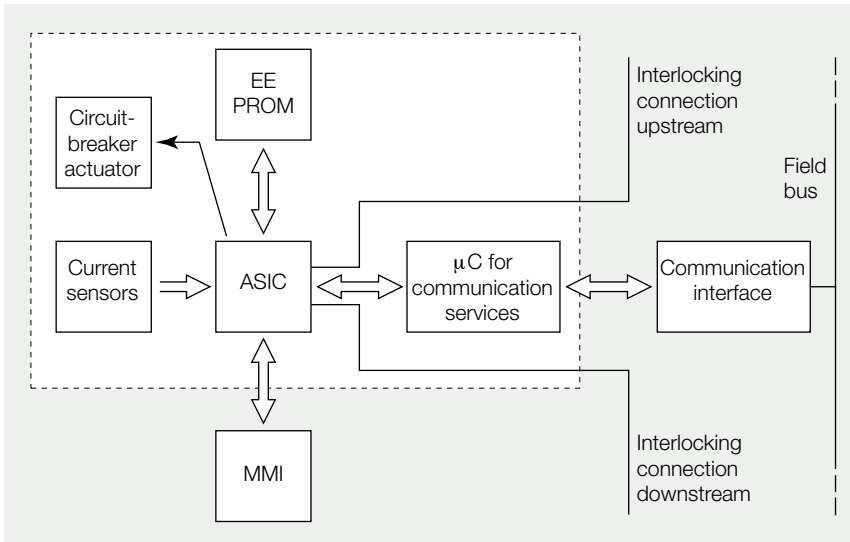 EE
PROM
Circuit-
breaker
actuator
Interlocking
connection
upstream
Field
bus
Current
sensors
ASIC
μC for
communication
services
Communication
interface
MMI
Interlocking
connection
downstream